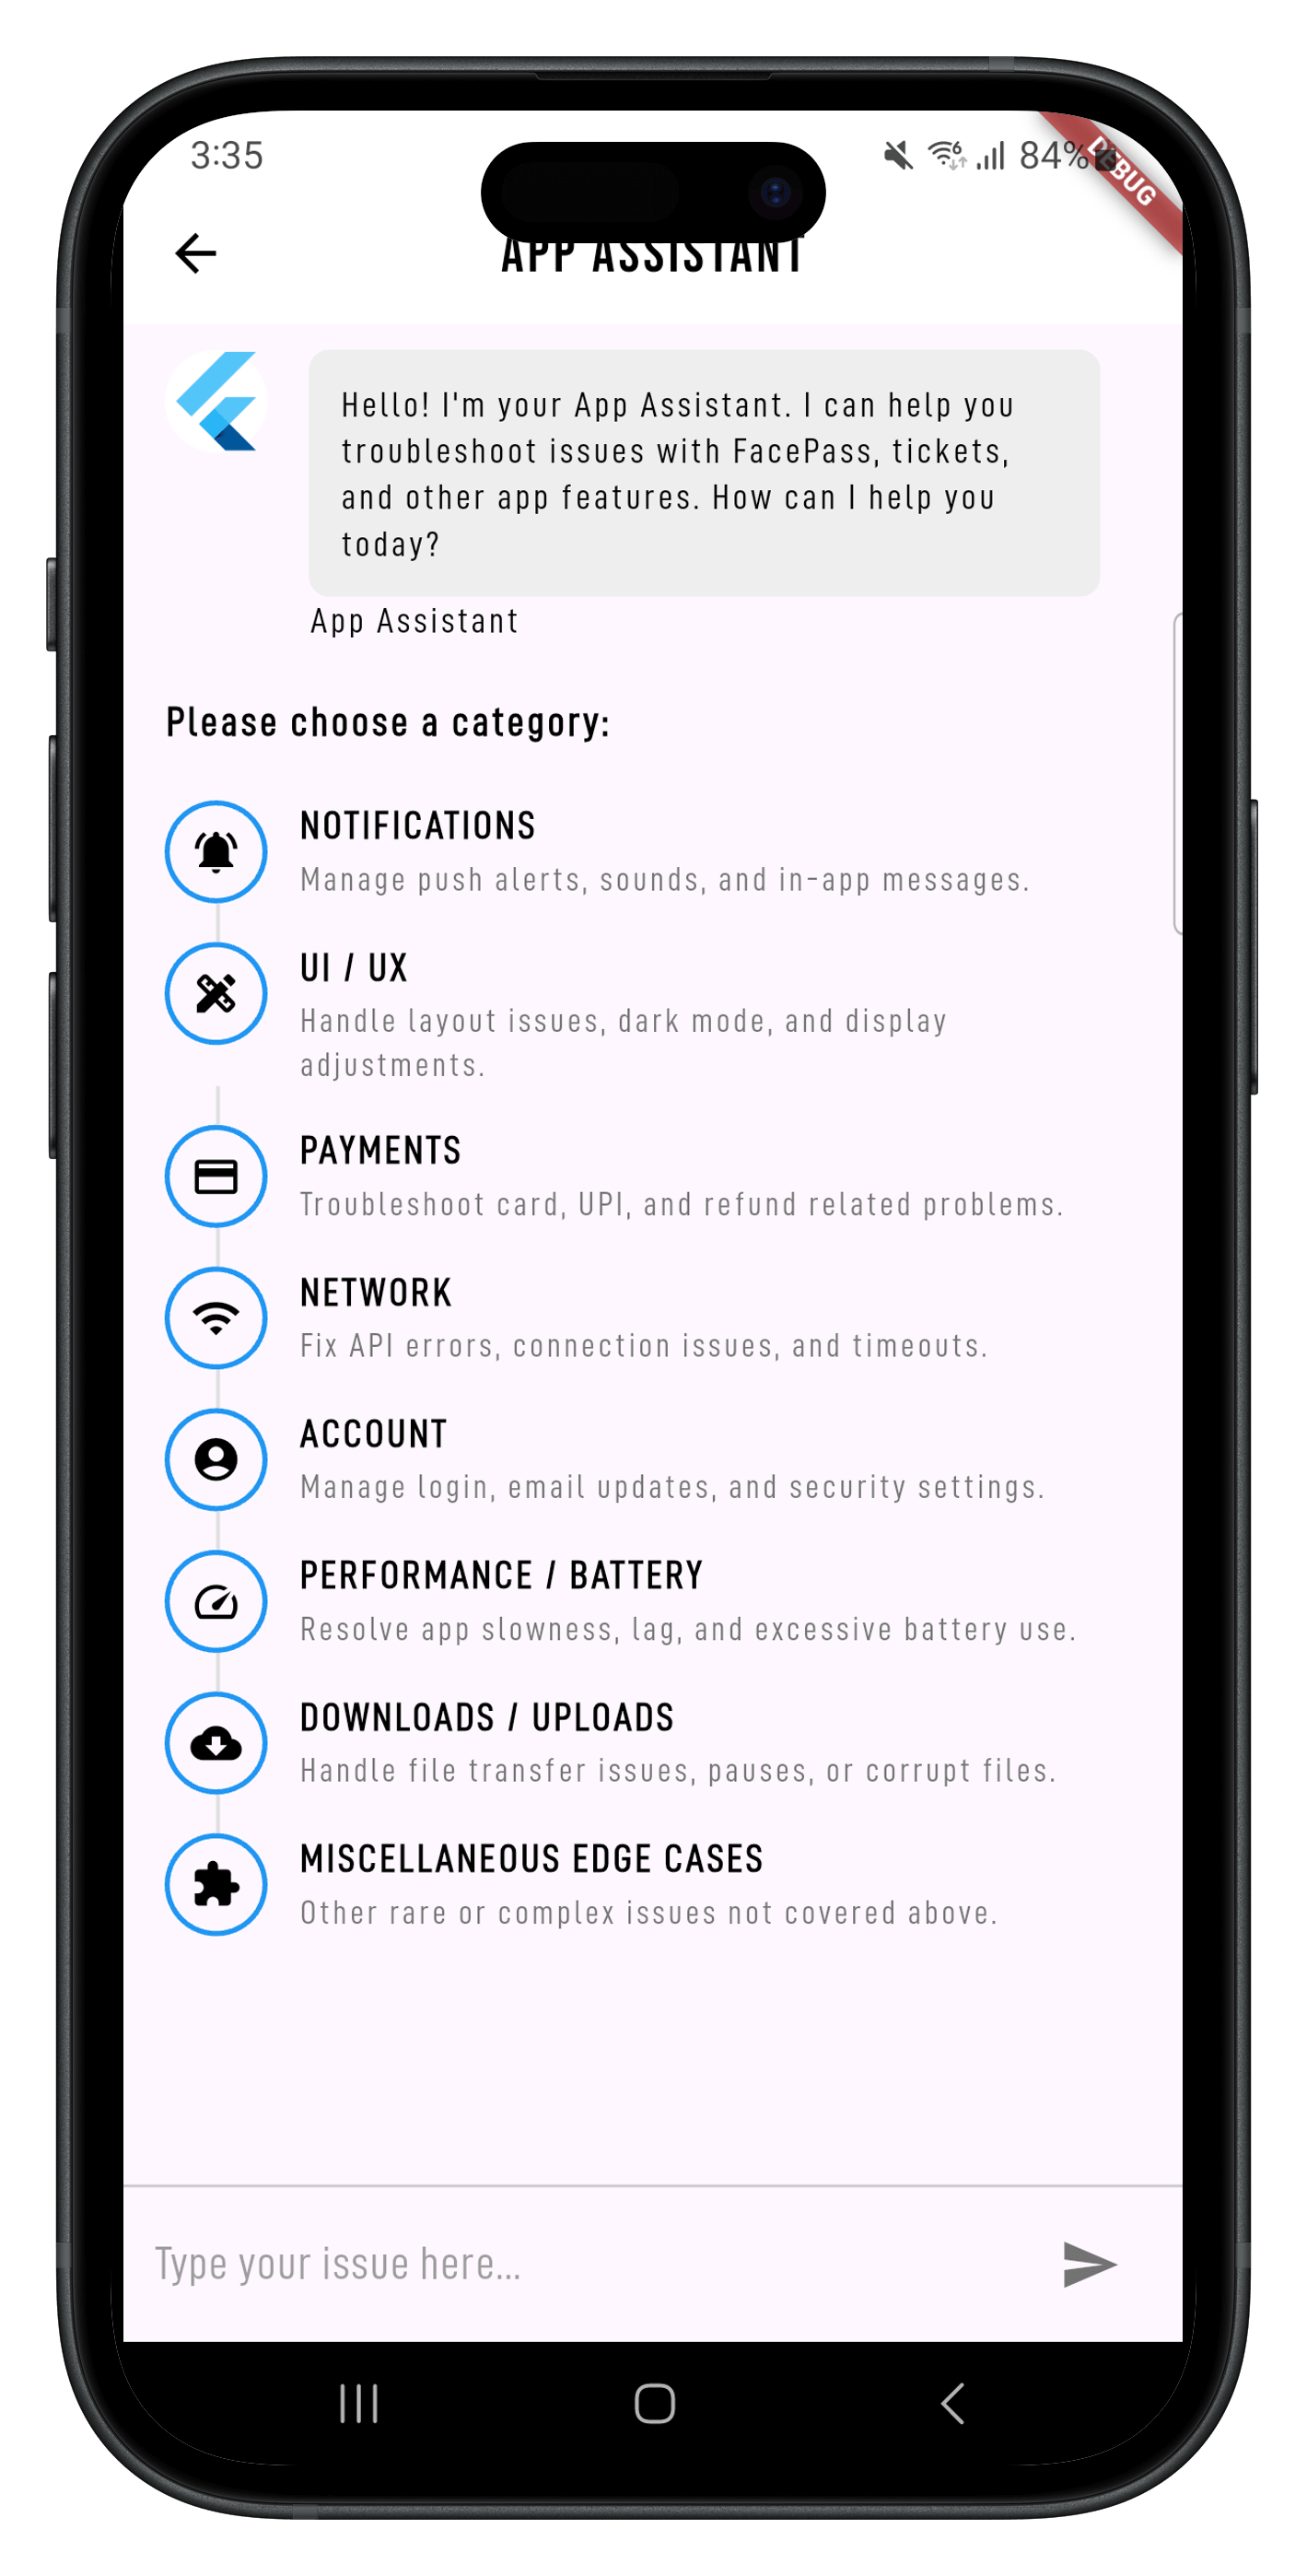 3:35
84%
DEBUG
APP ASSISTANT
Hello! I'm your App Assistant. I can help you
troubleshoot issues with FacePass, tickets,
and other app features. How can I help you
today?
App Assistant
Please choose a category:
NOTIFICATIONS
Manage push alerts, sounds, and in-app messages.
UI / UX
Handle layout issues, dark mode, and display
adjustments.
PAYMENTS
Troubleshoot card, UPI, and refund related problems.
NETWORK
Fix API errors, connection issues, and timeouts.
ACCOUNT
Manage login, email updates, and security settings.
PERFORMANCE / BATTERY
Resolve app slowness, lag, and excessive battery use.
DOWNLOADS / UPLOADS
Handle file transfer issues, pauses, or corrupt files.
MISCELLANEOUS EDGE CASES
Other rare or complex issues not covered above.
Type your issue here...